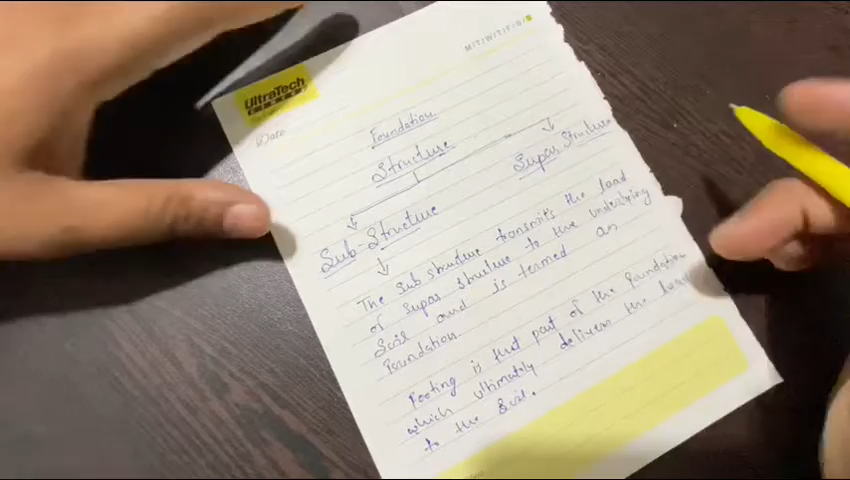 UltraTech
CEMENT
Date
M|T|W|T|F|S|S
Foundation
Structure
Sub-Structure
Super Structure
The sub structure transmits the load
of super structure to the underlying
Soil and is termed as
Foundation.
Footing is that part of the foundation
which ultimately delivers the load
to the Soil.